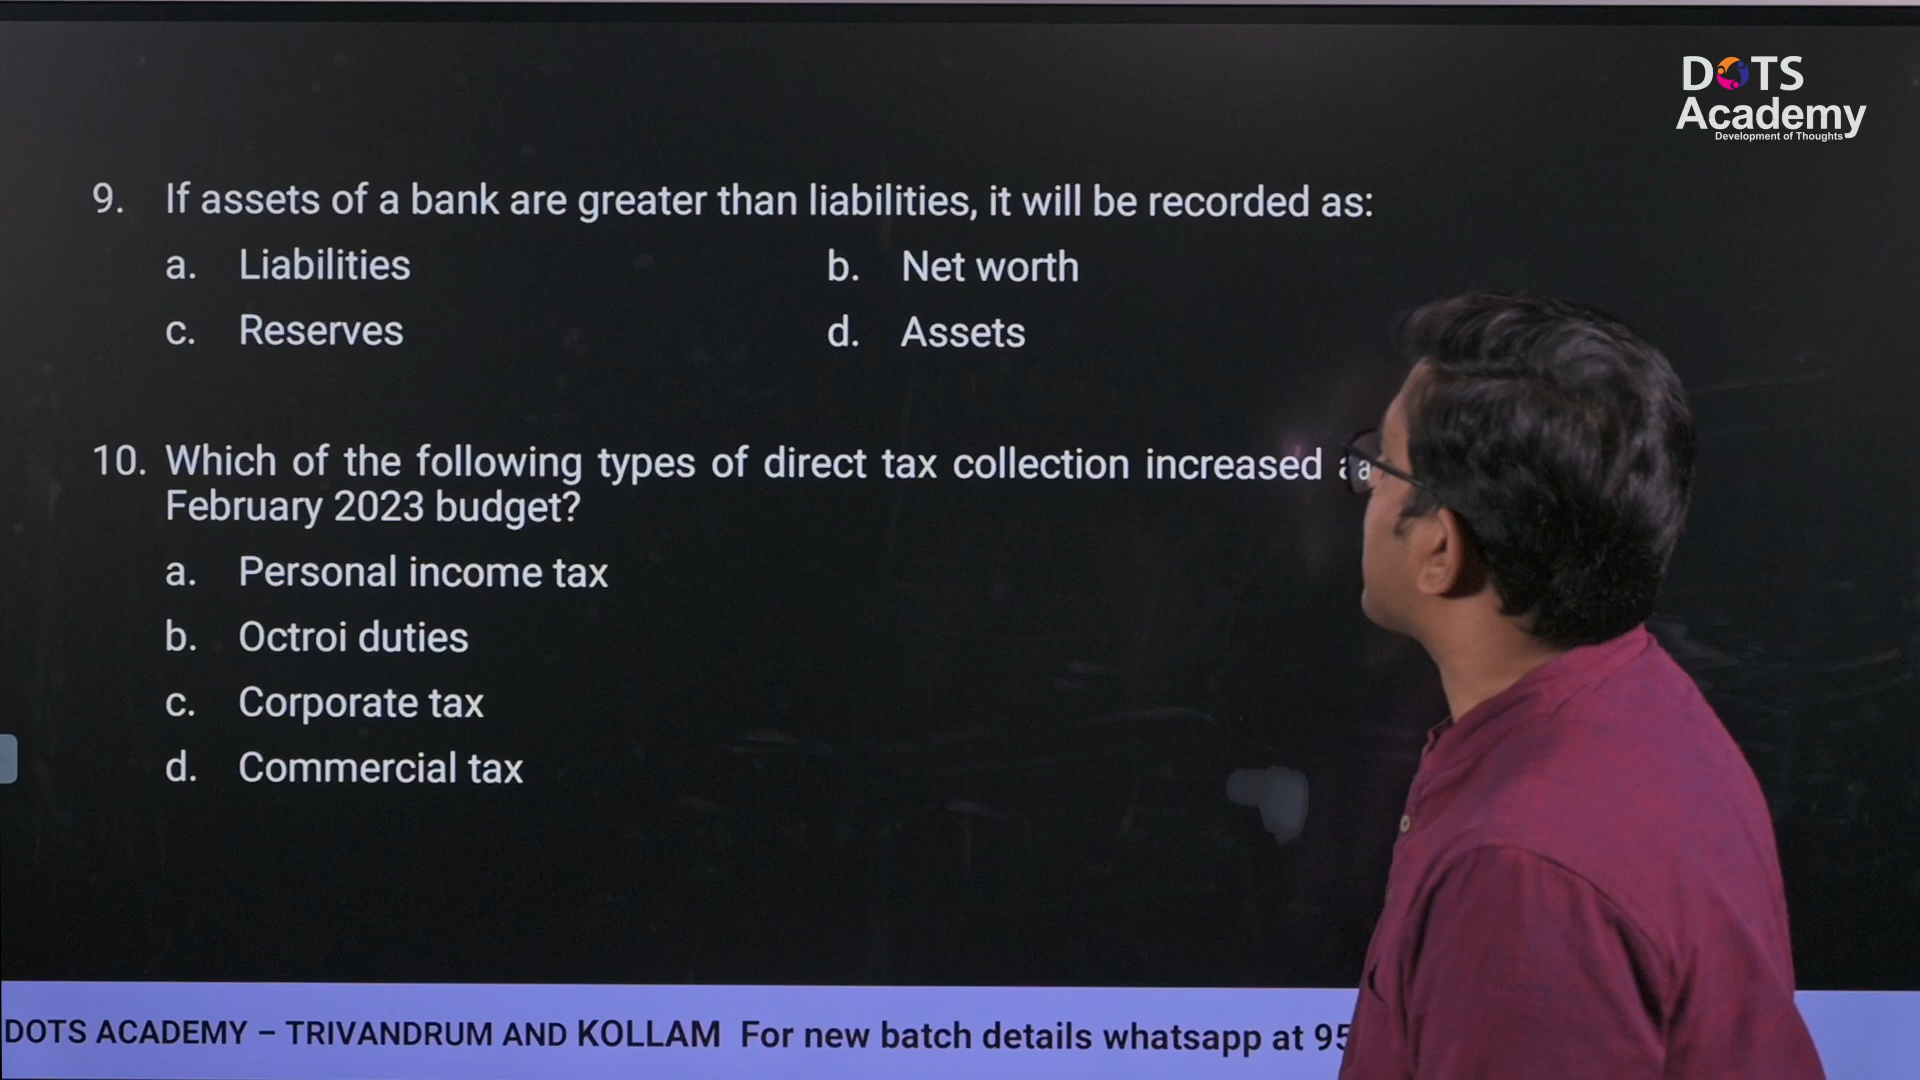 DOTS
Academy
Development of Thoughts
9. If assets of a bank are greater than liabilities, it will be recorded as:
a. Liabilities b. Net worth
c. Reserves d. Assets
10. Which of the following types of direct tax collection increased
February 2023 budget?
a. Personal income tax
b. Octroi duties
c. Corporate tax
d. Commercial tax
DOTS ACADEMY – TRIVANDRUM AND KOLLAM For new batch details whatsapp at 95